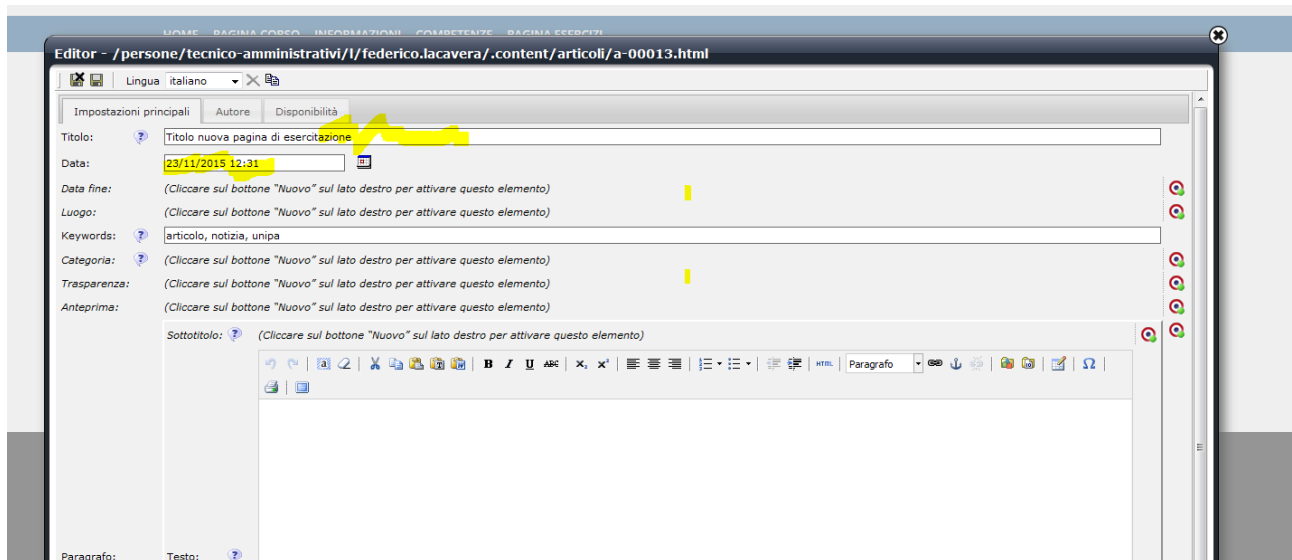 HOME PAGINA CORSO INFORMAZIONI COMPETENZE PAGINA ESERCIZI
Editor - /persone/tecnico-amministrativi/l/federico.lacavera/.content/articoli/a-00013.html
Lingua italiano
Impostazioni principali Autore Disponibilità
Titolo: Titolo nuova pagina di esercitazione
Data: 23/11/2015 12:31
Data fine: (Cliccare sul bottone "Nuovo" sul lato destro per attivare questo elemento)
Luogo: (Cliccare sul bottone "Nuovo" sul lato destro per attivare questo elemento)
Keywords: articolo, notizia, unipa
Categoria: (Cliccare sul bottone "Nuovo" sul lato destro per attivare questo elemento)
Trasparenza: (Cliccare sul bottone "Nuovo" sul lato destro per attivare questo elemento)
Anteprima: (Cliccare sul bottone "Nuovo" sul lato destro per attivare questo elemento)
Sottotitolo: (Cliccare sul bottone "Nuovo" sul lato destro per attivare questo elemento)
B I U ABC x₂ x² HTML Paragrafo Ω
Paragrafo: Testo: